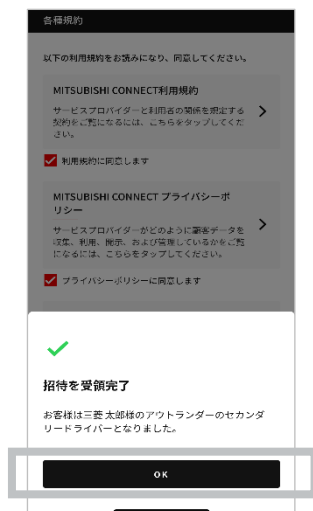 各種規約
以下の利用規約をお読みになり、同意してください。
MITSUBISHI CONNECT利用規約
サービスプロバイダーと利用者の関係を規定する
契約をご覧になるには、こちらをタップしてくだ
さい。
利用規約に同意します
MITSUBISHI CONNECT プライバシーポ
リシー
サービスプロバイダーがどのように顧客データを
収集、利用、開示、および管理しているかをご覧
になるには、こちらをタップしてください。
プライバシーポリシーに同意します
招待を受領完了
お客様は三菱 太郎様のアウトランダーのセカンダ
リードライバーとなりました。
OK